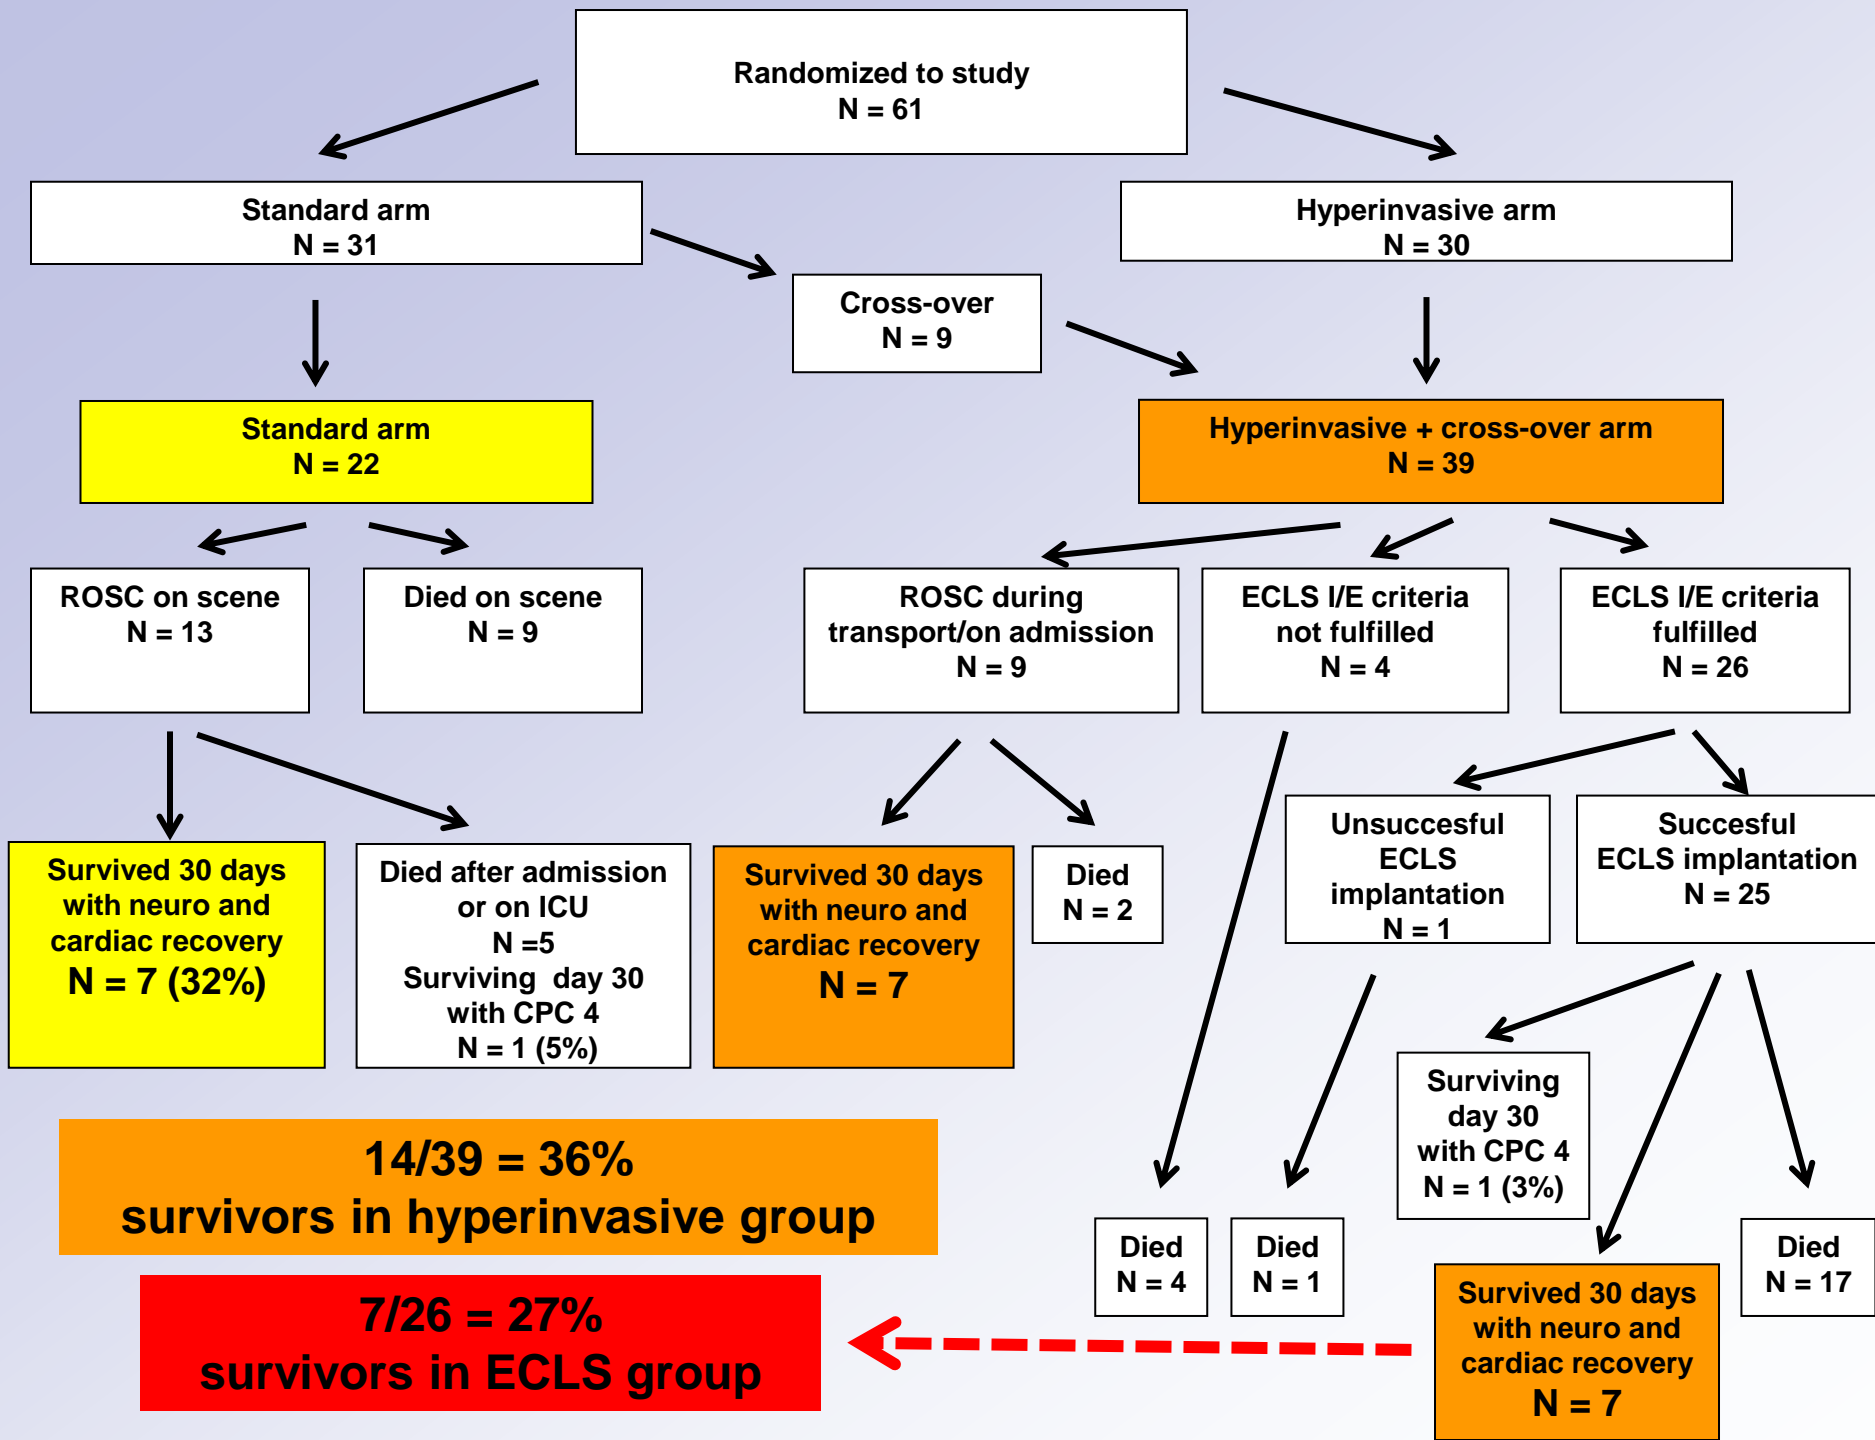 Randomized to study
N = 61
Standard arm
N = 31
Hyperinvasive arm
N = 30
Cross-over
N = 9
Standard arm
N = 22
Hyperinvasive + cross-over arm
N = 39
ROSC on scene
N = 13
Died on scene
N = 9
ROSC during
transport/on admission
N = 9
ECLS I/E criteria
not fulfilled
N = 4
ECLS I/E criteria
fulfilled
N = 26
Unsuccesful
ECLS
implantation
N = 1
Succesful
ECLS implantation
N = 25
Survived 30 days
with neuro and
cardiac recovery
N = 7 (32%)
Died after admission
or on ICU
N =5
Surviving day 30
with CPC 4
N = 1 (5%)
Survived 30 days
with neuro and
cardiac recovery
N = 7
Died
N = 2
Surviving
day 30
with CPC 4
N = 1 (3%)
14/39 = 36%
survivors in hyperinvasive group
Died
N = 4
Died
N = 1
Survived 30 days
with neuro and
cardiac recovery
N = 7
Died
N = 17
7/26 = 27%
survivors in ECLS group